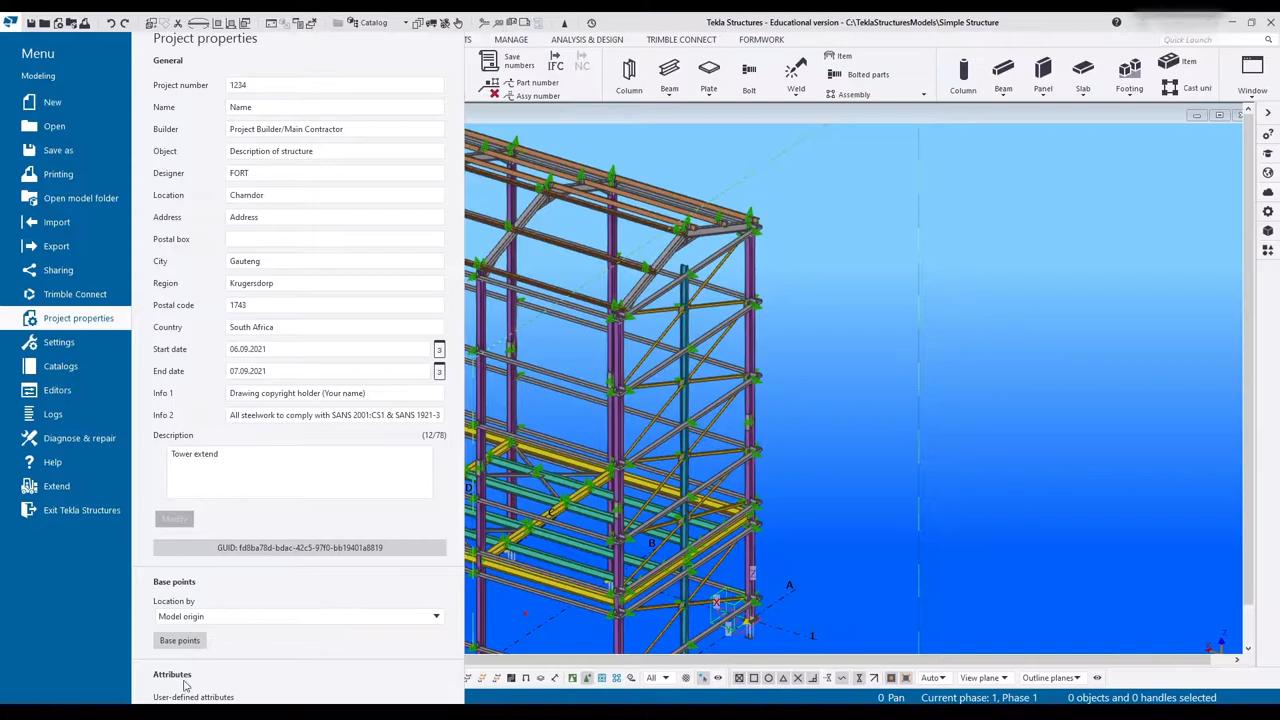 Catalog
Tekla Structures - Educational version - C:\TeklaStructuresModels\Simple Structure
Menu
Modeling
New
Open
Save as
Printing
Open model folder
Import
Export
Sharing
Trimble Connect
Project properties
Settings
Catalogs
Editors
Logs
Diagnose & repair
Help
Extend
Exit Tekla Structures
Project properties
General
Project number 1234
Name Name
Builder Project Builder/Main Contractor
Object Description of structure
Designer FORT
Location Chamdor
Address Address
Postal box
City Gauteng
Region Krugersdorp
Postal code 1743
Country South Africa
Start date 06.09.2021 3
End date 07.09.2021 3
Info 1 Drawing copyright holder (Your name)
Info 2 All steelwork to comply with SANS 2001:CS1 & SANS 1921-3
Description (12/78)
Tower extend
Modify
GUID: fd8ba78d-bdac-42c5-97f0-bb19401a8819
Base points
Location by
Model origin
Base points
Attributes
User-defined attributes
TS MANAGE ANALYSIS & DESIGN TRIMBLE CONNECT FORMWORK Quick Launch
Save numbers
IFC
NC
Part number
Assy number
Column
Beam
Plate
Bolt
Weld
Item
Bolted parts
Assembly
Column
Beam
Panel
Slab
Footing
Item
Cast uni
Window
D
C
B
A
1
Z
X
Z
All
Auto
View plane
Outline planes
0 Pan Current phase: 1, Phase 1 0 objects and 0 handles selected